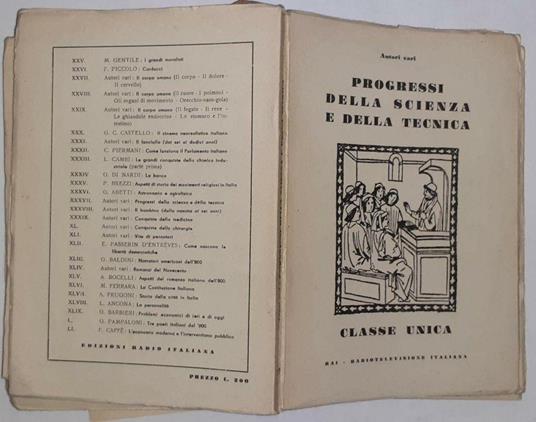 XXV. M. GENTILE : I grandi moralisti
XXVI. F. PICCOLO : Carducci
XXVII. Autori vari : Il corpo umano (Il corpo - Il dolore -
Il cervello)
XXVIII. Autori vari : Il corpo umano (Il cuore - I polmoni -
Gli organi di movimento - Orecchio-naso-gola)
XXIX. Autori vari : Il corpo umano (Il fegato - Il rene -
Le ghiandole endocrine - Lo stomaco e l'in-
testino)
XXX. G. C. CASTELLO : Il cinema neorealistico italiano
XXXI. Autori vari : Il fanciullo (dai sei ai dodici anni)
XXXII. C. PIERMANI : Come funziona il Parlamento italiano
XXXIII. L. CAMBI : Le grandi conquiste della chimica indu-
striale (parte prima)
XXXIV. O. DI NARDI : La banca
XXXV. P. BREZZI : Aspetti di storia dei movimenti religiosi in Italia
XXXVI. G. ABETTI : Astronomia e astrofisica
XXXVII. Autori vari : Progressi della scienza e della tecnica
XXXVIII. Autori vari : Il bambino (dalla nascita ai sei anni)
XXXIX. Autori vari : Conquiste della medicina
XL. Autori vari : Conquiste della chirurgia
XLI. Autori vari : Vita di pensatori
XLII. E. PASSERIN D'ENTRÈVES : Come nascono le
libertà democratiche
XLIII. G. BALDINI : Narratori americani dell'800
XLIV. Autori vari : Romanzi del Novecento
XLV. A. BOCELLI : Aspetti del romanzo italiano dell'800
XLVI. M. FERRARA : La Costituzione italiana
XLVII. A. FRUGONI : Storia della città in Italia
XLVIII. L. ANCONA : La personalità
XLIX. G. BARBIERI : Problemi economici di ieri e di oggi
L. G. PAMPALONI : Tre poeti italiani del '900
LI. F. CAFFÈ : L'economia moderna e l'interventismo pubblico
EDIZIONI RADIO ITALIANA
PREZZO L. 200
Autori vari
PROGRESSI
DELLA SCIENZA
E DELLA TECNICA
CLASSE UNICA
RAI - RADIOTELEVISIONE ITALIANA